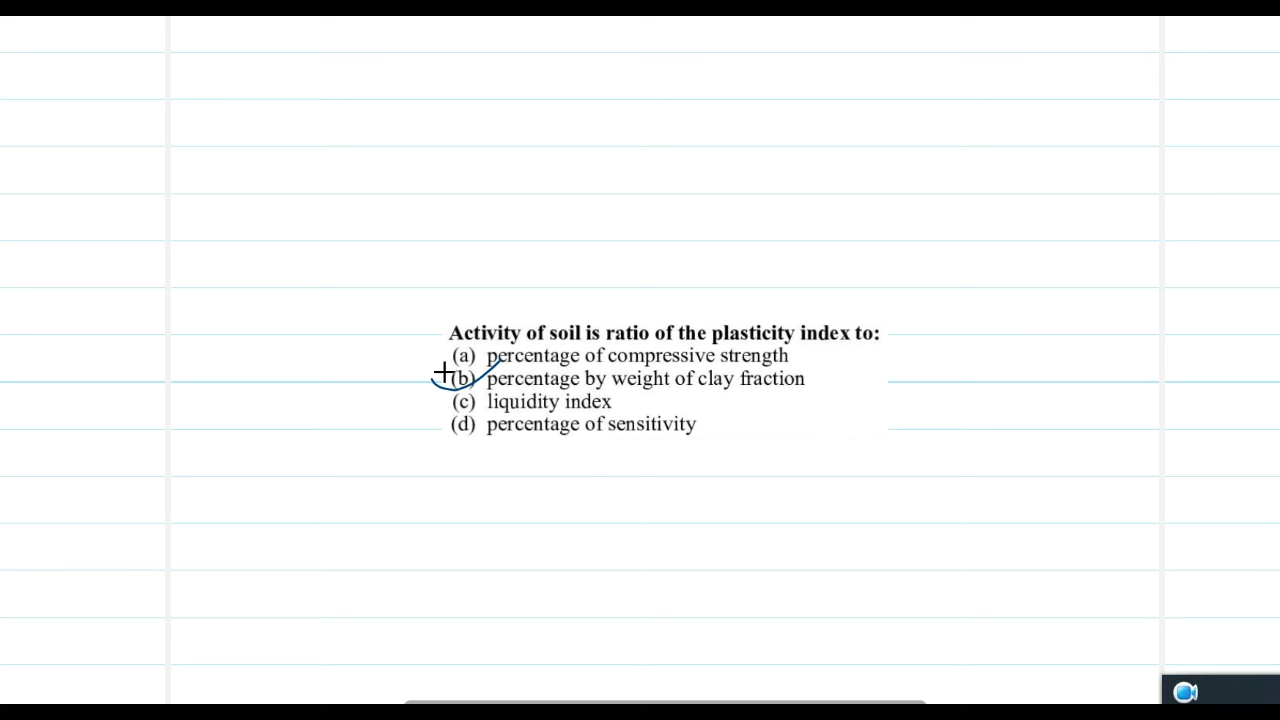 Activity of soil is ratio of the plasticity index to:
(a) percentage of compressive strength
(b) percentage by weight of clay fraction
(c) liquidity index
(d) percentage of sensitivity